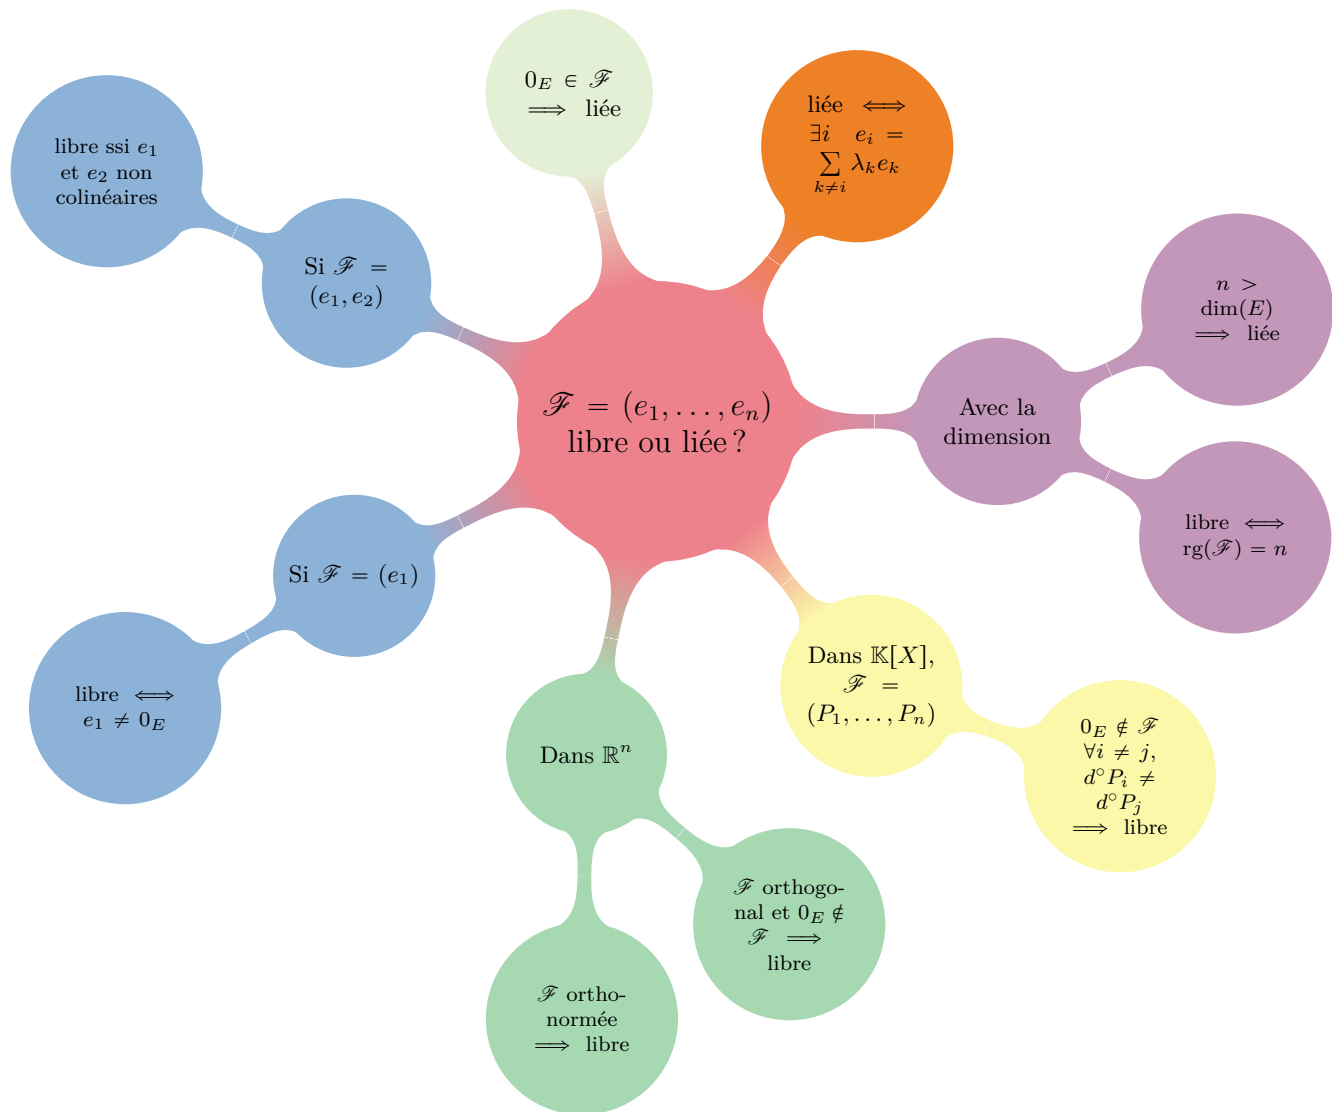 0_E ∈ ℱ
⟹ liée
liée ⟺
∃i e_i =
∑ λ_k e_k
k≠i
libre ssi e_1
et e_2 non
colinéaires
Si ℱ =
(e_1, e_2)
n >
dim(E)
⟹ liée
ℱ = (e_1, . . . , e_n)
libre ou liée ?
Avec la
dimension
libre ⟺
rg(ℱ) = n
Si ℱ = (e_1)
libre ⟺
e_1 ≠ 0_E
Dans 𝕂[X],
ℱ =
(P_1, . . . , P_n)
0_E ∉ ℱ
∀i ≠ j,
d°P_i ≠
d°P_j
⟹ libre
Dans ℝ^n
ℱ orthogo-
nal et 0_E ∉
ℱ ⟹
libre
ℱ ortho-
normée
⟹ libre